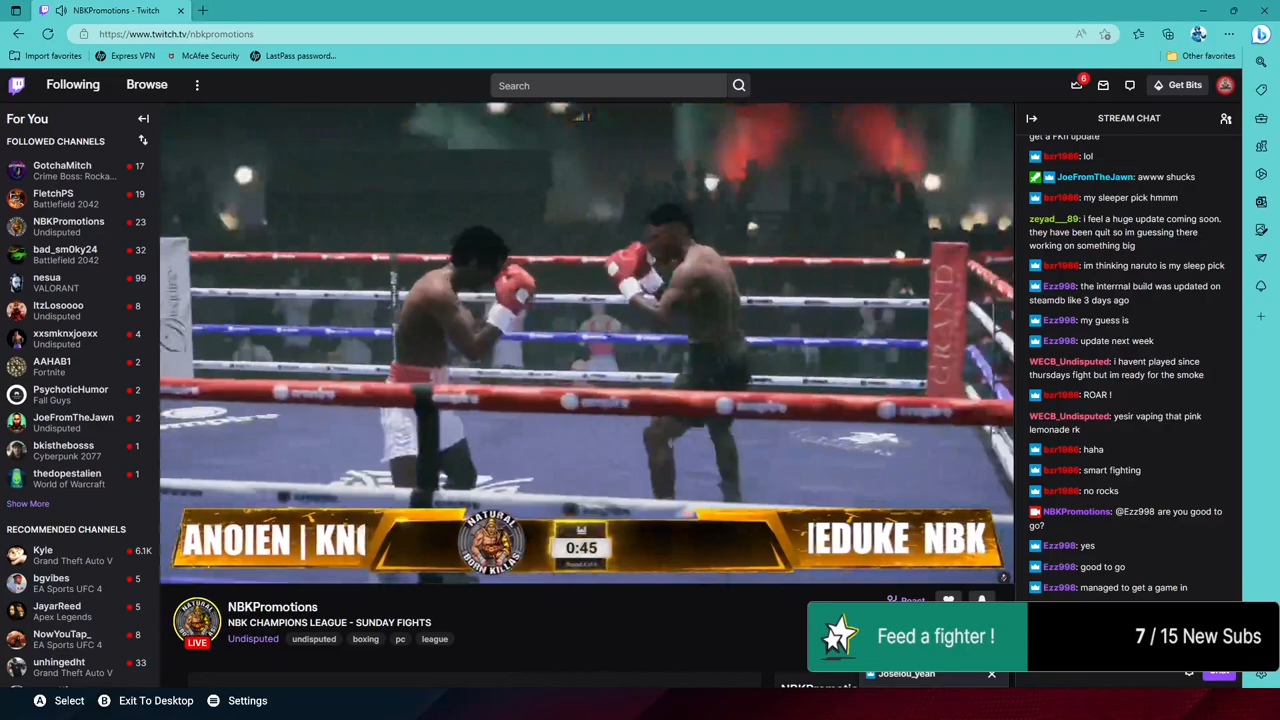 NBKPromotions - Twitch
https://www.twitch.tv/nbkpromotions
Import favorites
Express VPN
McAfee Security
LastPass password...
Other favorites
Following
Browse
Search
6
Get Bits
For You
FOLLOWED CHANNELS
GotchaMitch
17
Crime Boss: Rocka...
FletchPS
19
Battlefield 2042
NBKPromotions
23
Undisputed
bad_sm0ky24
32
Battlefield 2042
nesua
99
VALORANT
ItzLosoooo
8
Undisputed
xxsmknxjoexx
4
Undisputed
AAHAB1
2
Fortnite
PsychoticHumor
2
Fall Guys
JoeFromTheJawn
2
Undisputed
bkisthebosss
1
Cyberpunk 2077
thedopestalien
1
World of Warcraft
Show More
RECOMMENDED CHANNELS
Kyle
6.1K
Grand Theft Auto V
bgvibes
5
EA Sports UFC 4
JayarReed
5
Apex Legends
NowYouTap_
8
EA Sports UFC 4
unhingedht
33
Grand Theft Auto V
GRAND
ANOIEN | KN
NATURAL
BORN KILLAS
0:45
IEDUKE NBK
NATURAL
LIVE
NBKPromotions
NBK CHAMPIONS LEAGUE - SUNDAY FIGHTS
Undisputed
undisputed
boxing
pc
league
React
STREAM CHAT
get a FKn update
bzr1986: lol
JoeFromTheJawn: awww shucks
bzr1986: my sleeper pick hmmm
zeyad__89: i feel a huge update coming soon.
they have been quit so im guessing there
working on something big
bzr1986: im thinking naruto is my sleep pick
Ezz998: the interrnal build was updated on
steamdb like 3 days ago
Ezz998: my guess is
Ezz998: update next week
WECB_Undisputed: i havent played since
thursdays fight but im ready for the smoke
bzr1986: ROAR !
WECB_Undisputed: yesir vaping that pink
lemonade rk
bzr1986: haha
bzr1986: smart fighting
bzr1986: no rocks
NBKPromotions: @Ezz998 are you good to
go?
Ezz998: yes
Ezz998: good to go
Ezz998: managed to get a game in
Feed a fighter !
7 / 15 New Subs
Joselou_yeah
NBKPromotio
A Select
B Exit To Desktop
Settings